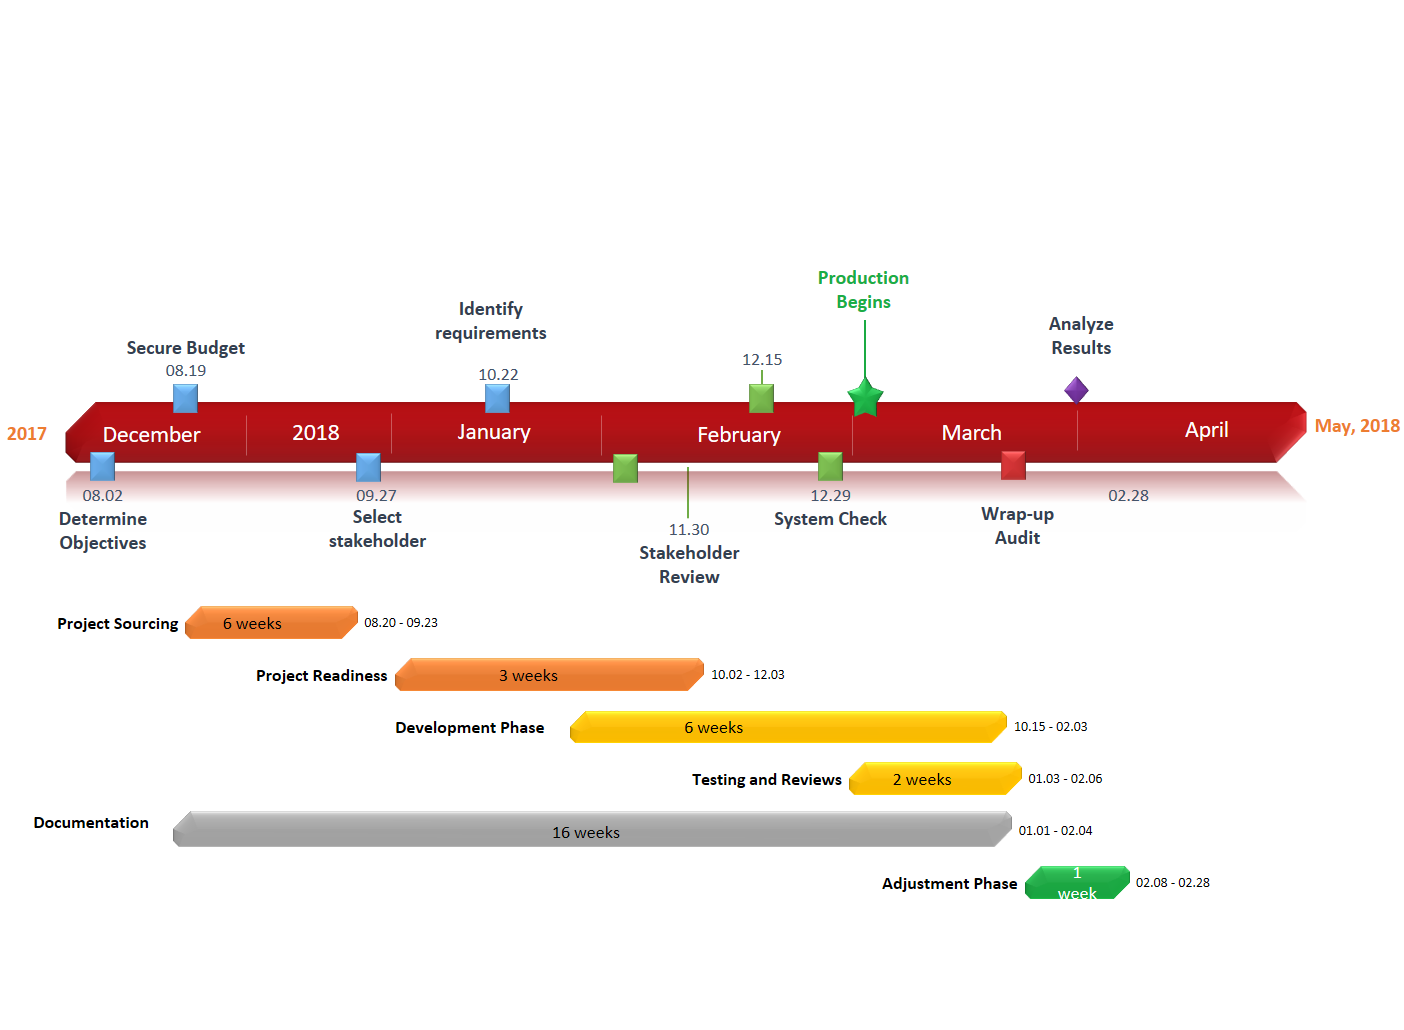 Production
Begins
Identify
requirements
Analyze
Results
Secure Budget
08.19
12.15
10.22
2017
December
2018
January
February
March
April
May, 2018
08.02
Determine
Objectives
09.27
Select
stakeholder
11.30
Stakeholder
Review
12.29
System Check
Wrap-up
Audit
02.28
Project Sourcing
6 weeks
08.20 - 09.23
Project Readiness
3 weeks
10.02 - 12.03
Development Phase
6 weeks
10.15 - 02.03
Testing and Reviews
2 weeks
01.03 - 02.06
Documentation
16 weeks
01.01 - 02.04
Adjustment Phase
1
week
02.08 - 02.28